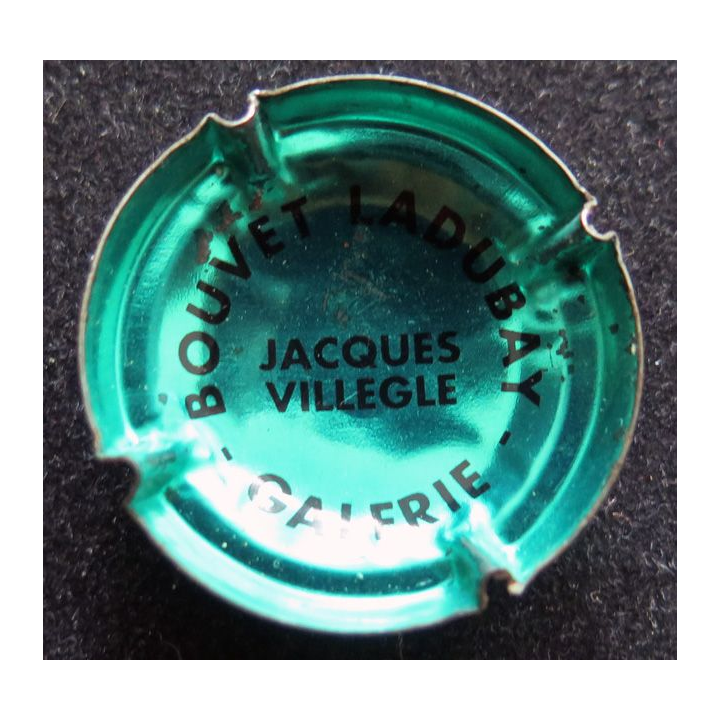 BOUVET LADUBAY
JACQUES
VILLEGLE
- GALERIE -